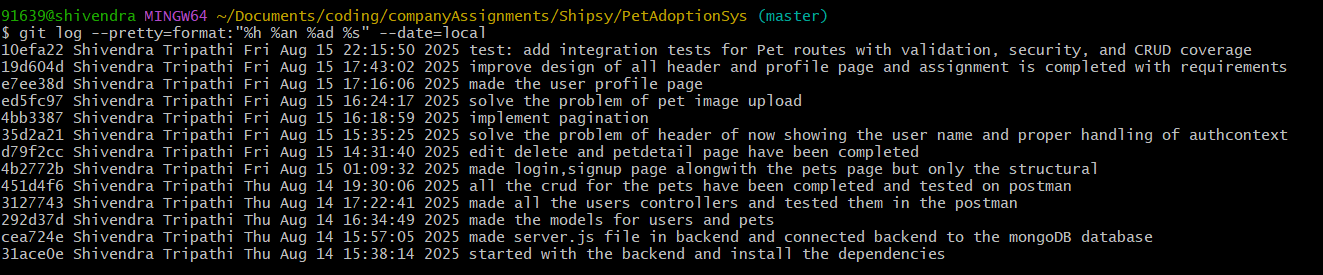 91639@shivendra MINGW64 ~/Documents/coding/companyAssignments/Shipsy/PetAdoptionSys (master)
$ git log --pretty=format:"%h %an %ad %s" --date=local
10efa22 Shivendra Tripathi Fri Aug 15 22:15:50 2025 test: add integration tests for Pet routes with validation, security, and CRUD coverage
19d604d Shivendra Tripathi Fri Aug 15 17:43:02 2025 improve design of all header and profile page and assignment is completed with requirements
e7ee38d Shivendra Tripathi Fri Aug 15 17:16:06 2025 made the user profile page
ed5fc97 Shivendra Tripathi Fri Aug 15 16:24:17 2025 solve the problem of pet image upload
4bb3387 Shivendra Tripathi Fri Aug 15 16:18:59 2025 implement pagination
35d2a21 Shivendra Tripathi Fri Aug 15 15:35:25 2025 solve the problem of header of now showing the user name and proper handling of authcontext
d79f2cc Shivendra Tripathi Fri Aug 15 14:31:40 2025 edit delete and petdetail page have been completed
4b2772b Shivendra Tripathi Fri Aug 15 01:09:32 2025 made login,signup page alongwith the pets page but only the structural
451d4f6 Shivendra Tripathi Thu Aug 14 19:30:06 2025 all the crud for the pets have been completed and tested on postman
3127743 Shivendra Tripathi Thu Aug 14 17:22:41 2025 made all the users controllers and tested them in the postman
292d37d Shivendra Tripathi Thu Aug 14 16:34:49 2025 made the models for users and pets
cea724e Shivendra Tripathi Thu Aug 14 15:57:05 2025 made server.js file in backend and connected backend to the mongoDB database
31ace0e Shivendra Tripathi Thu Aug 14 15:38:14 2025 started with the backend and install the dependencies